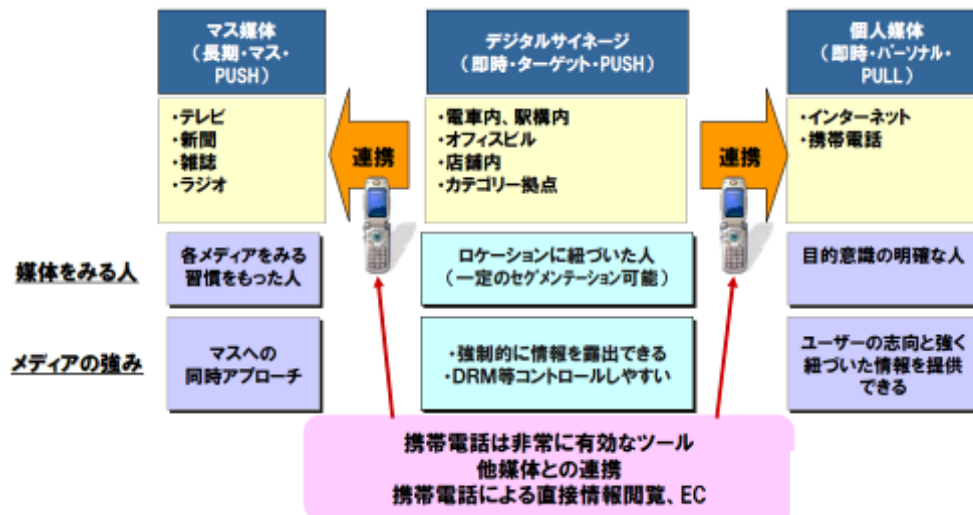 マス媒体
（長期・マス・
PUSH）
デジタルサイネージ
（即時・ターゲット・PUSH）
個人媒体
（即時・パーソナル・
PULL）
・テレビ
・新聞
・雑誌
・ラジオ
連携
・電車内、駅構内
・オフィスビル
・店舗内
・カテゴリー拠点
連携
・インターネット
・携帯電話
媒体をみる人
各メディアをみる
習慣をもった人
ロケーションに紐づいた人
（一定のセグメンテーション可能）
目的意識の明確な人
メディアの強み
マスへの
同時アプローチ
・強制的に情報を露出できる
・DRM等コントロールしやすい
ユーザーの志向と強く
紐づいた情報を提供
できる
携帯電話は非常に有効なツール
他媒体との連携
携帯電話による直接情報閲覧、EC